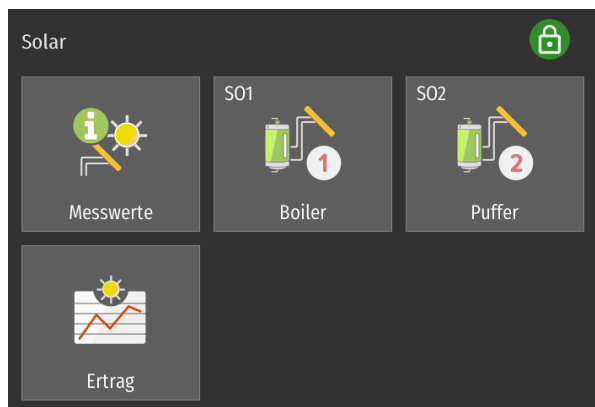 Solar
Messwerte
SO1
1
Boiler
SO2
2
Puffer
Ertrag